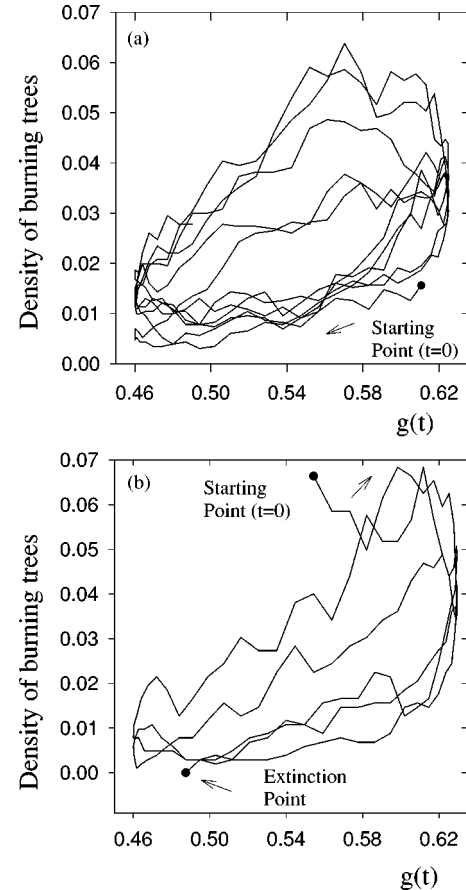 0.07
(a)
0.06
0.05
0.04
0.03
0.02
0.01
0.00
Density of burning trees
Starting
Point (t=0)
0.46 0.50 0.54 0.58 0.62
g(t)
0.07
(b)
Starting
Point (t=0)
0.06
0.05
0.04
0.03
0.02
0.01
0.00
Density of burning trees
Extinction
Point
0.46 0.50 0.54 0.58 0.62
g(t)